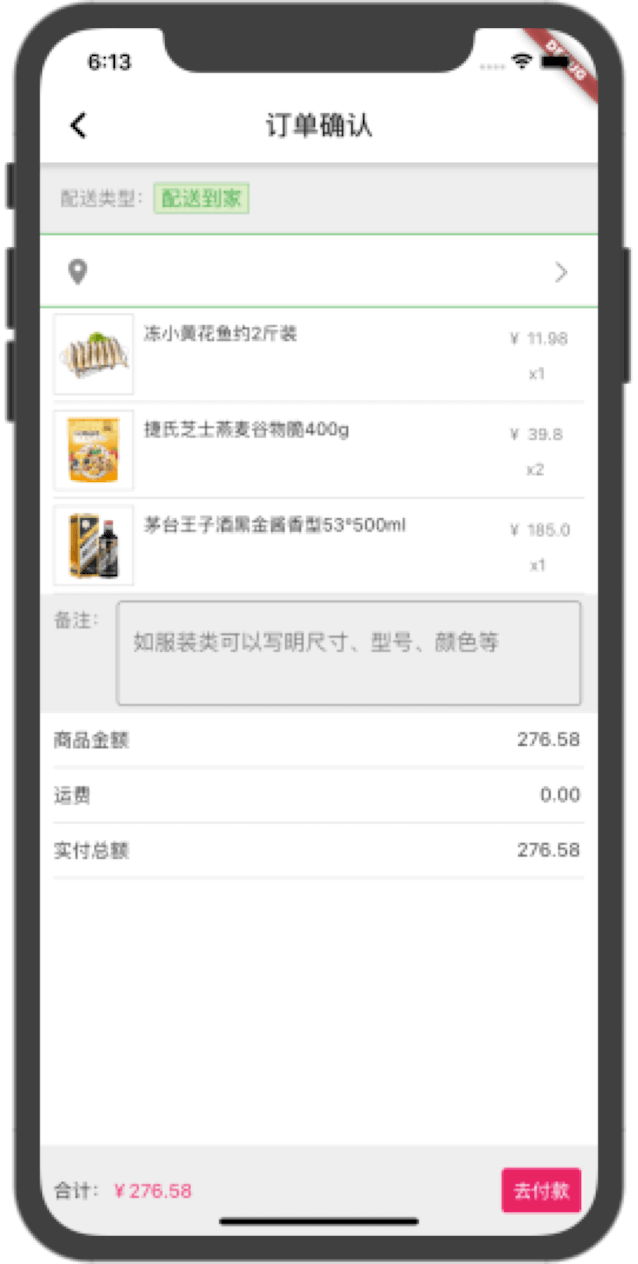 6:13
DEBUG
订单确认
配送类型： 配送到家
冻小黄花鱼约2斤装
¥ 11.98
x1
捷氏芝士燕麦谷物脆400g
¥ 39.8
x2
茅台王子酒黑金酱香型53°500ml
¥ 185.0
x1
备注：
如服装类可以写明尺寸、型号、颜色等
商品金额 276.58
运费 0.00
实付总额 276.58
合计： ¥276.58 去付款